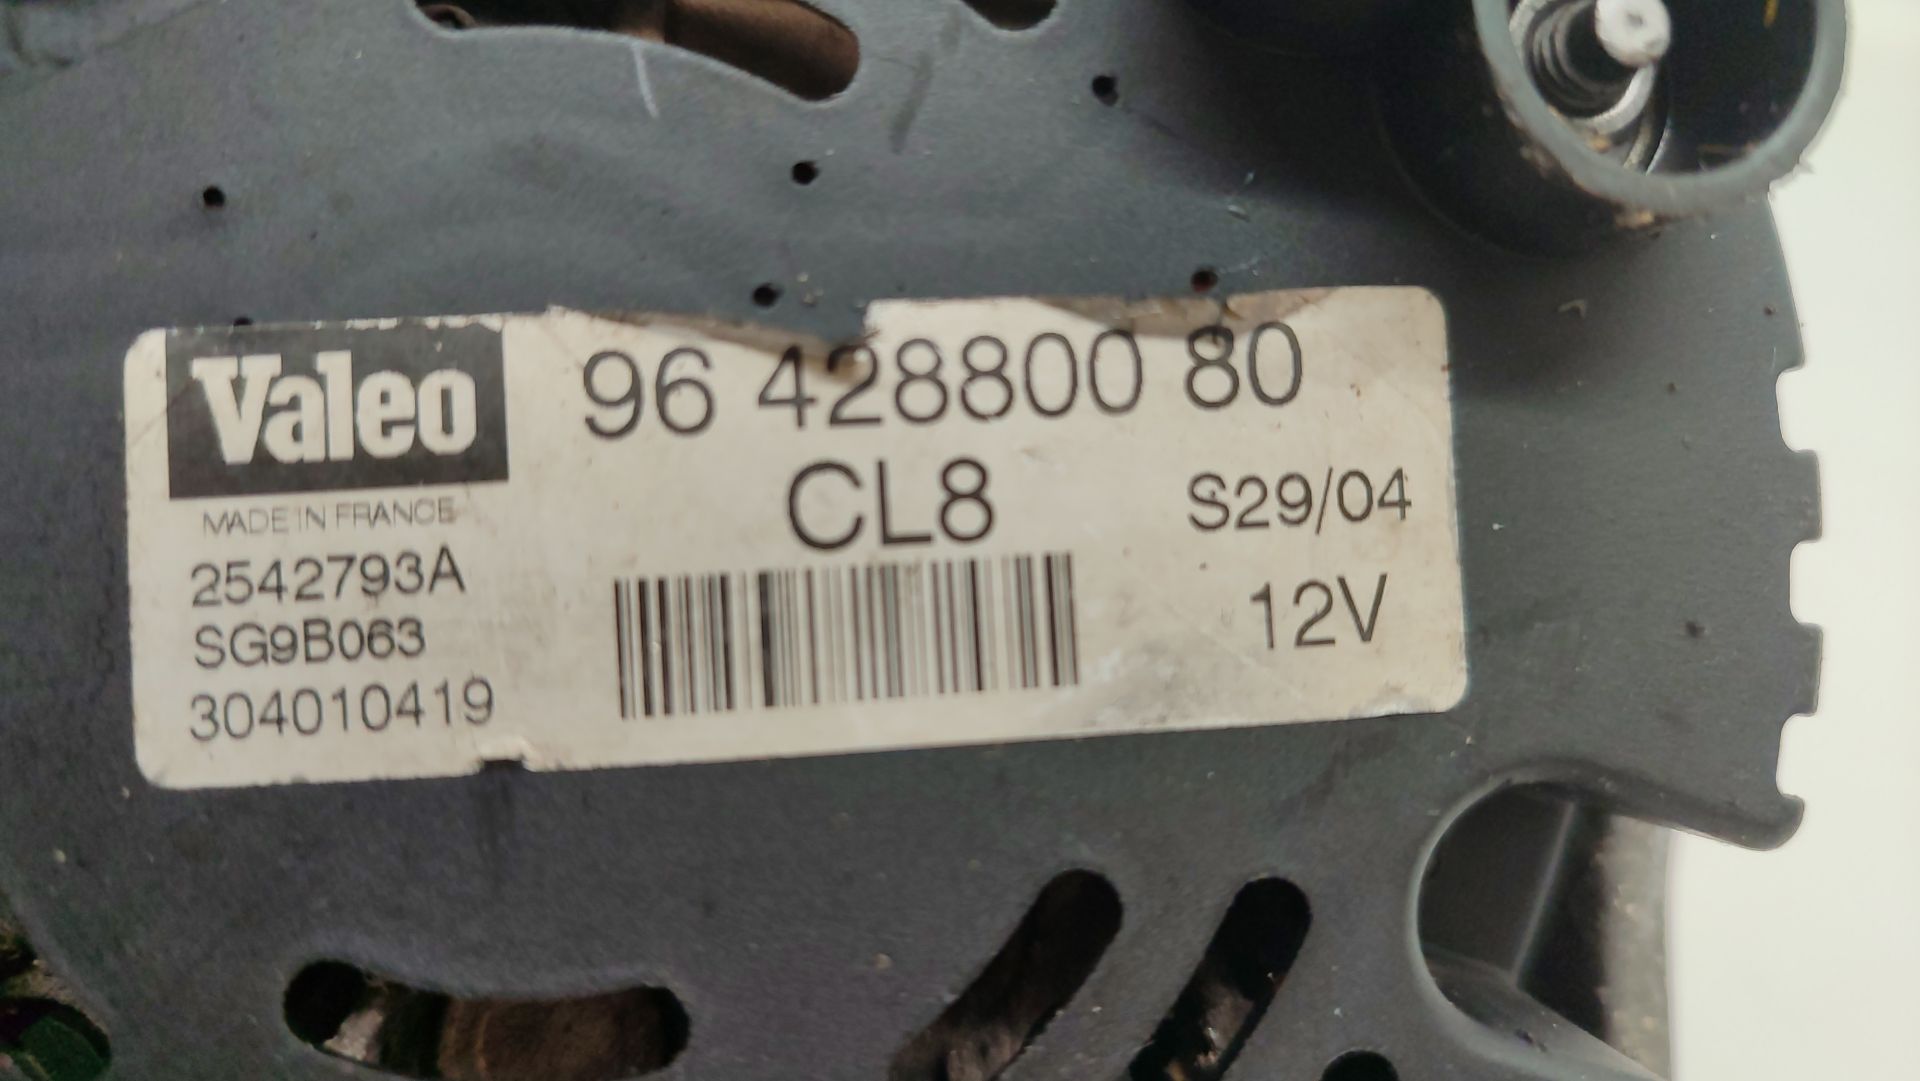 Valeo
96 428800 80
CL8
S29/04
MADE IN FRANCE
2542793A
SG9B063
12V
304010419